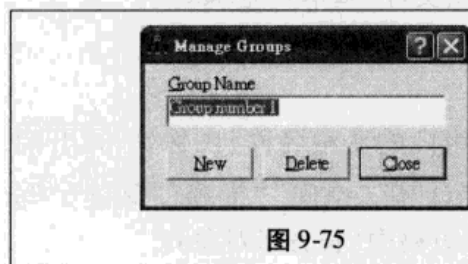 Manage Groups
Group Name
Group number 1
New Delete Close
图 9-75